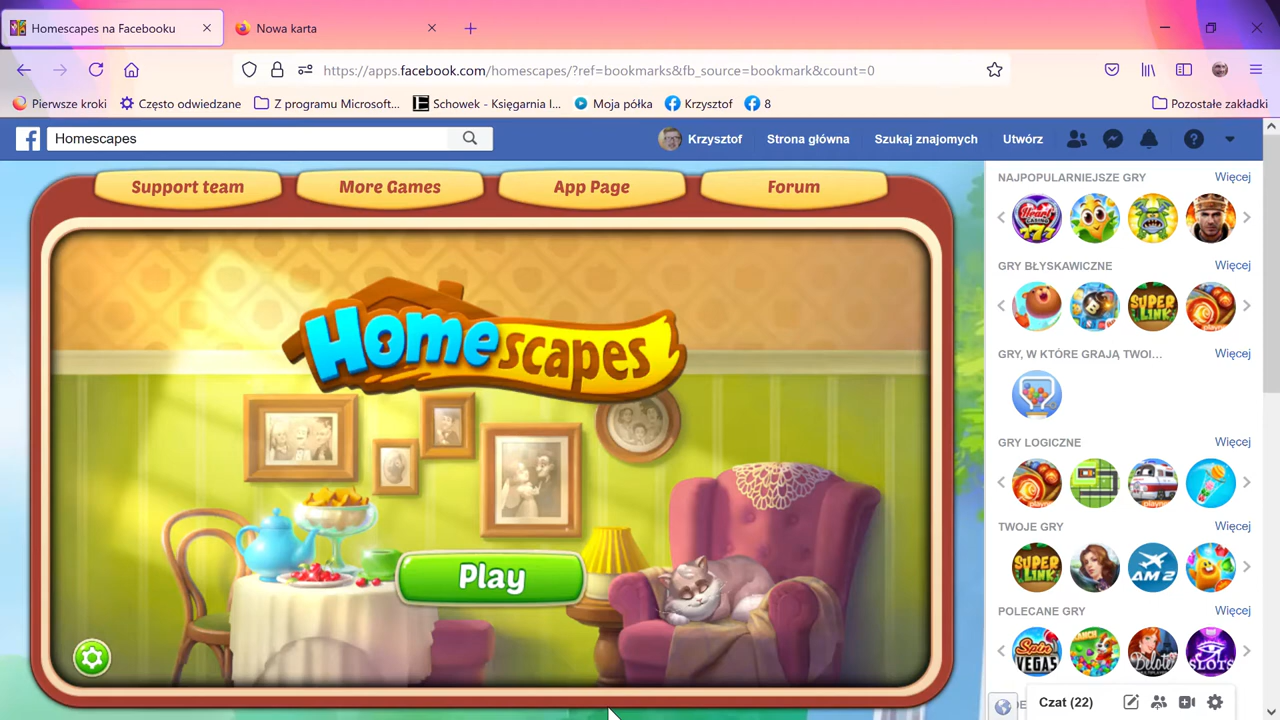 Homescapes na Facebooku
Nowa karta
https://apps.facebook.com/homescapes/?ref=bookmarks&fb_source=bookmark&count=0
Pierwsze kroki
Często odwiedzane
Z programu Microsoft...
Schowek - Księgarnia I...
Moja półka
Krzysztof
8
Pozostałe zakładki
Homescapes
Krzysztof
Strona główna
Szukaj znajomych
Utwórz
Support team
More Games
App Page
Forum
Homescapes
Play
NAJPOPULARNIEJSZE GRY
Więcej
777
GRY BŁYSKAWICZNE
Więcej
SUPER LINK
GRY, W KTÓRE GRAJĄ TWOI...
Więcej
GRY LOGICZNE
Więcej
TWOJE GRY
Więcej
SUPER LINK
AM 2
POLECANE GRY
Więcej
Spin VEGAS
RANCH
Belote
SLOTS
Czat (22)